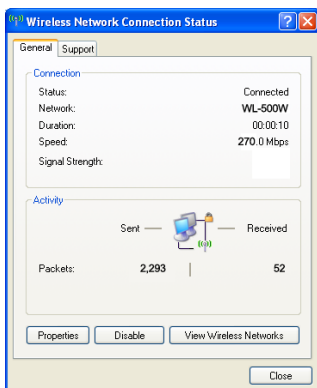 Wireless Network Connection Status
General Support
Connection
Status: Connected
Network: WL-500W
Duration: 00:00:10
Speed: 270.0 Mbps
Signal Strength:
Activity
Sent — — Received
Packets: 2,293 | 52
Properties Disable View Wireless Networks
Close